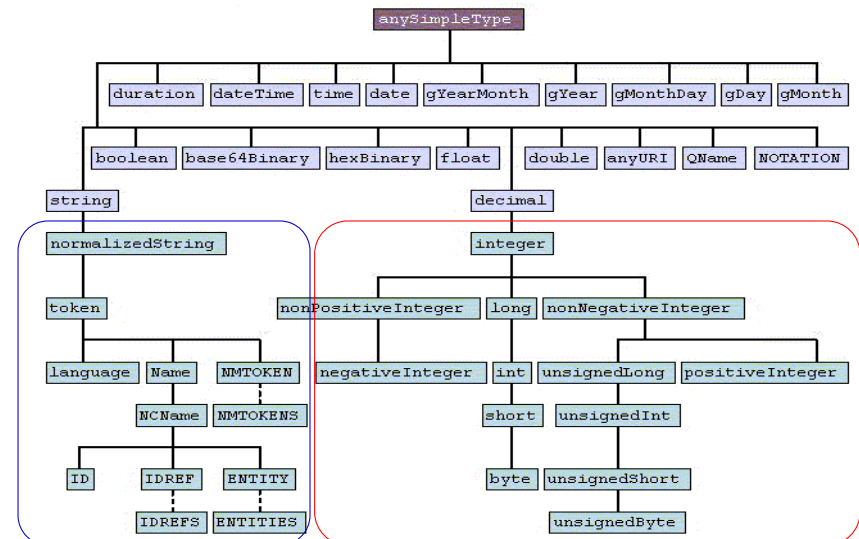 anySimpleType
duration dateTime time date gYearMonth gYear gMonthDay gDay gMonth
boolean base64Binary hexBinary float double anyURI QName NOTATION
string decimal
normalizedString integer
token nonPositiveInteger long nonNegativeInteger
language Name NMTOKEN negativeInteger int unsignedLong positiveInteger
NCName NMTOKENS short unsignedInt
ID IDREF ENTITY byte unsignedShort
IDREFS ENTITIES unsignedByte